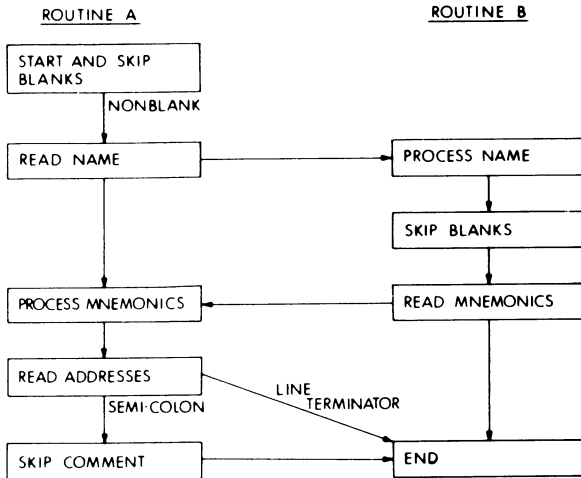 ROUTINE A
ROUTINE B
START AND SKIP
BLANKS
NONBLANK
READ NAME
PROCESS NAME
SKIP BLANKS
PROCESS MNEMONICS
READ MNEMONICS
READ ADDRESSES
LINE
TERMINATOR
SEMI-COLON
SKIP COMMENT
END